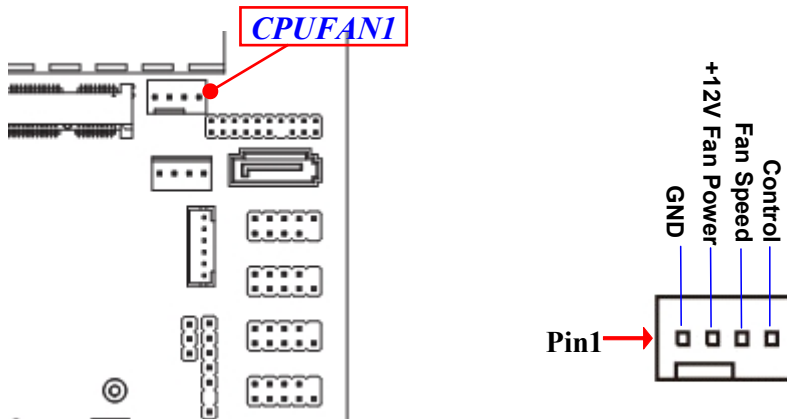 CPUFAN1
GND
+12V Fan Power
Fan Speed
Control
Pin1